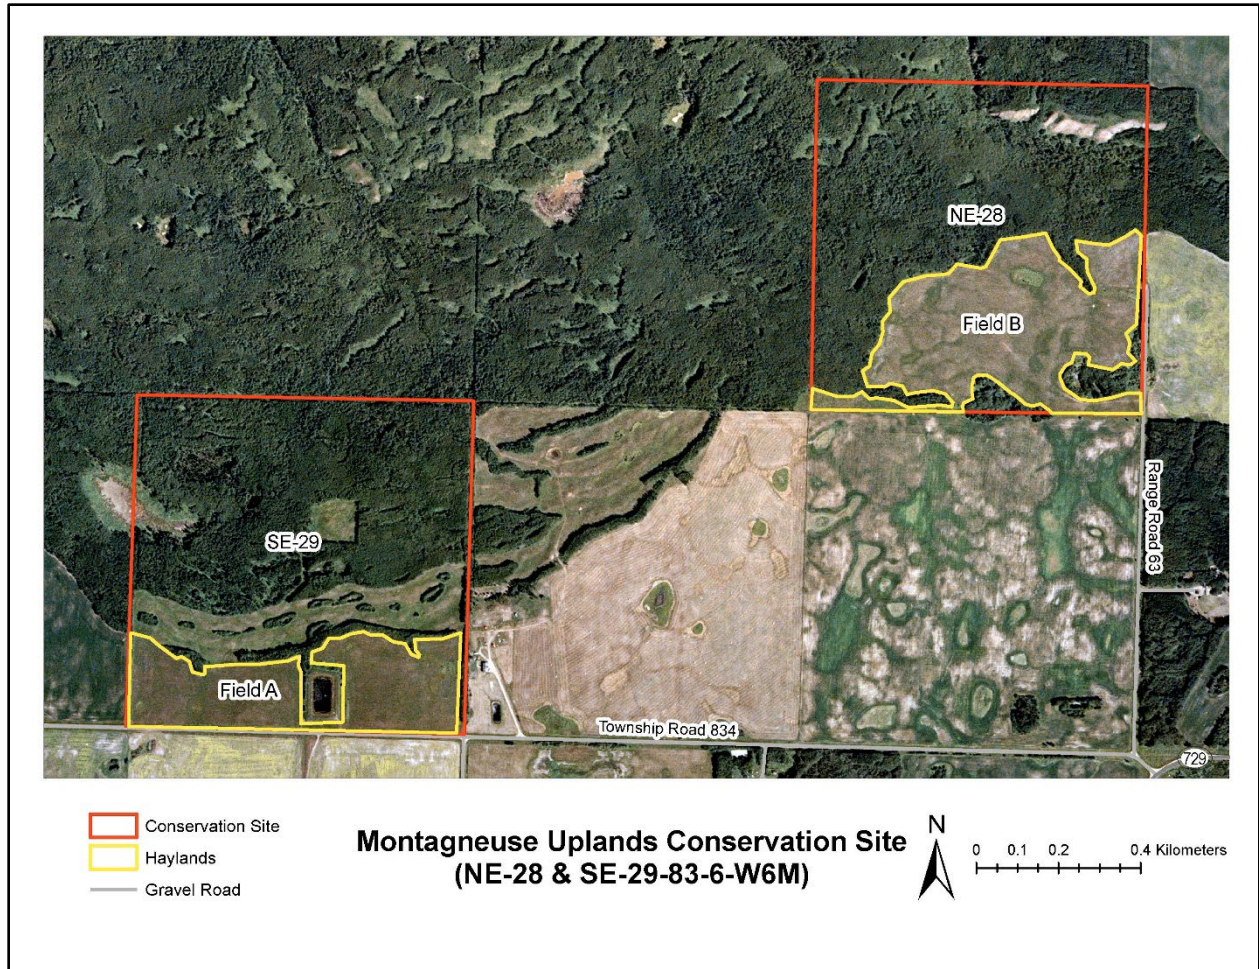 NE-28
Field B
Range Road 63
SE-29
Field A
Township Road 834
729
Conservation Site
Haylands
Gravel Road
Montagneuse Uplands Conservation Site
(NE-28 & SE-29-83-6-W6M)
N
0 0.1 0.2 0.4 Kilometers